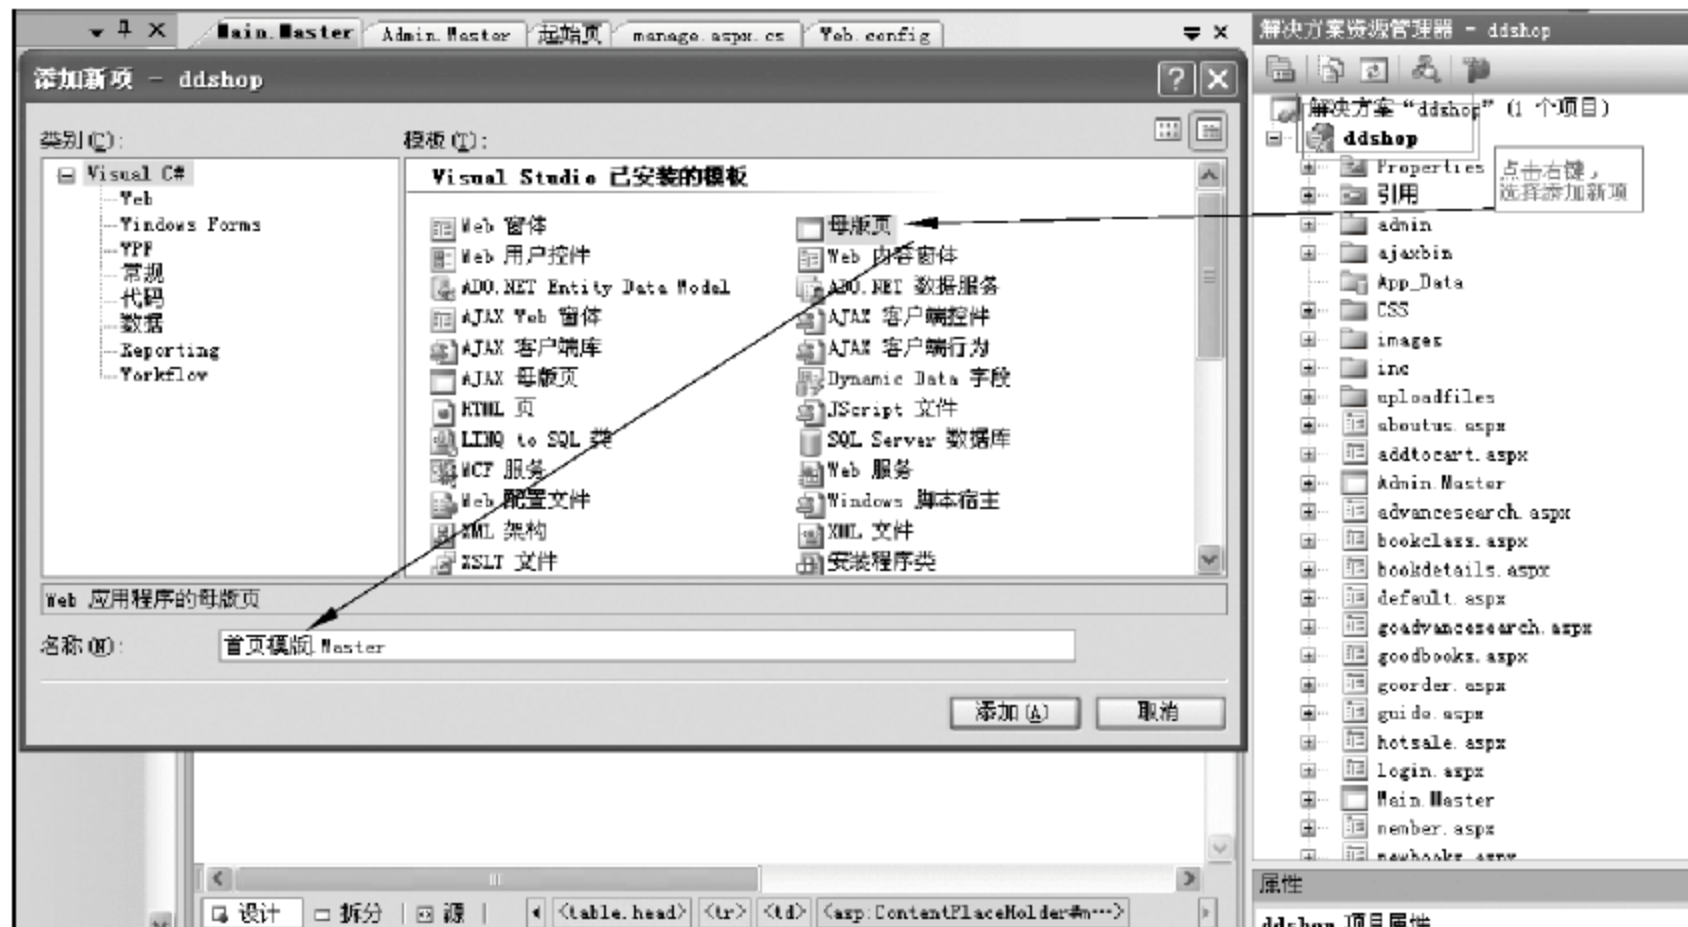 Main.Master Admin.Master 起始页 manage.aspx.cs Web.config
添加新项 - ddshop
类别(C):
模板(T):
Visual C#
Web
Windows Forms
WPF
常规
代码
数据
Reporting
Workflow
Visual Studio 已安装的模板
Web 窗体
母版页
Web 用户控件
Web 内容窗体
ADO.NET Entity Data Model
ADO.NET 数据服务
AJAX Web 窗体
AJAX 客户端控件
AJAX 客户端库
AJAX 客户端行为
AJAX 母版页
Dynamic Data 字段
HTML 页
JScript 文件
LINQ to SQL 类
SQL Server 数据库
WCF 服务
Web 服务
Web 配置文件
Windows 脚本宿主
XML 架构
XML 文件
XSLT 文件
安装程序类
Web 应用程序的母版页
名称(N):
首页模版.Master
添加(A)
取消
设计 拆分 源 <table.head> <tr> <td> <asp:ContentPlaceHolder#m...>
解决方案资源管理器 - ddshop
解决方案“ddshop”(1 个项目)
ddshop
Properties
引用
点击右键，
选择添加新项
admin
ajaxbin
App_Data
CSS
images
inc
uploadfiles
aboutus.aspx
addtocart.aspx
Admin.Master
advancesearch.aspx
bookclass.aspx
bookdetails.aspx
default.aspx
goadvancesearch.aspx
goodbooks.aspx
goorder.aspx
guide.aspx
hotsale.aspx
login.aspx
Main.Master
member.aspx
newbooks.aspx
属性
ddshop 项目属性